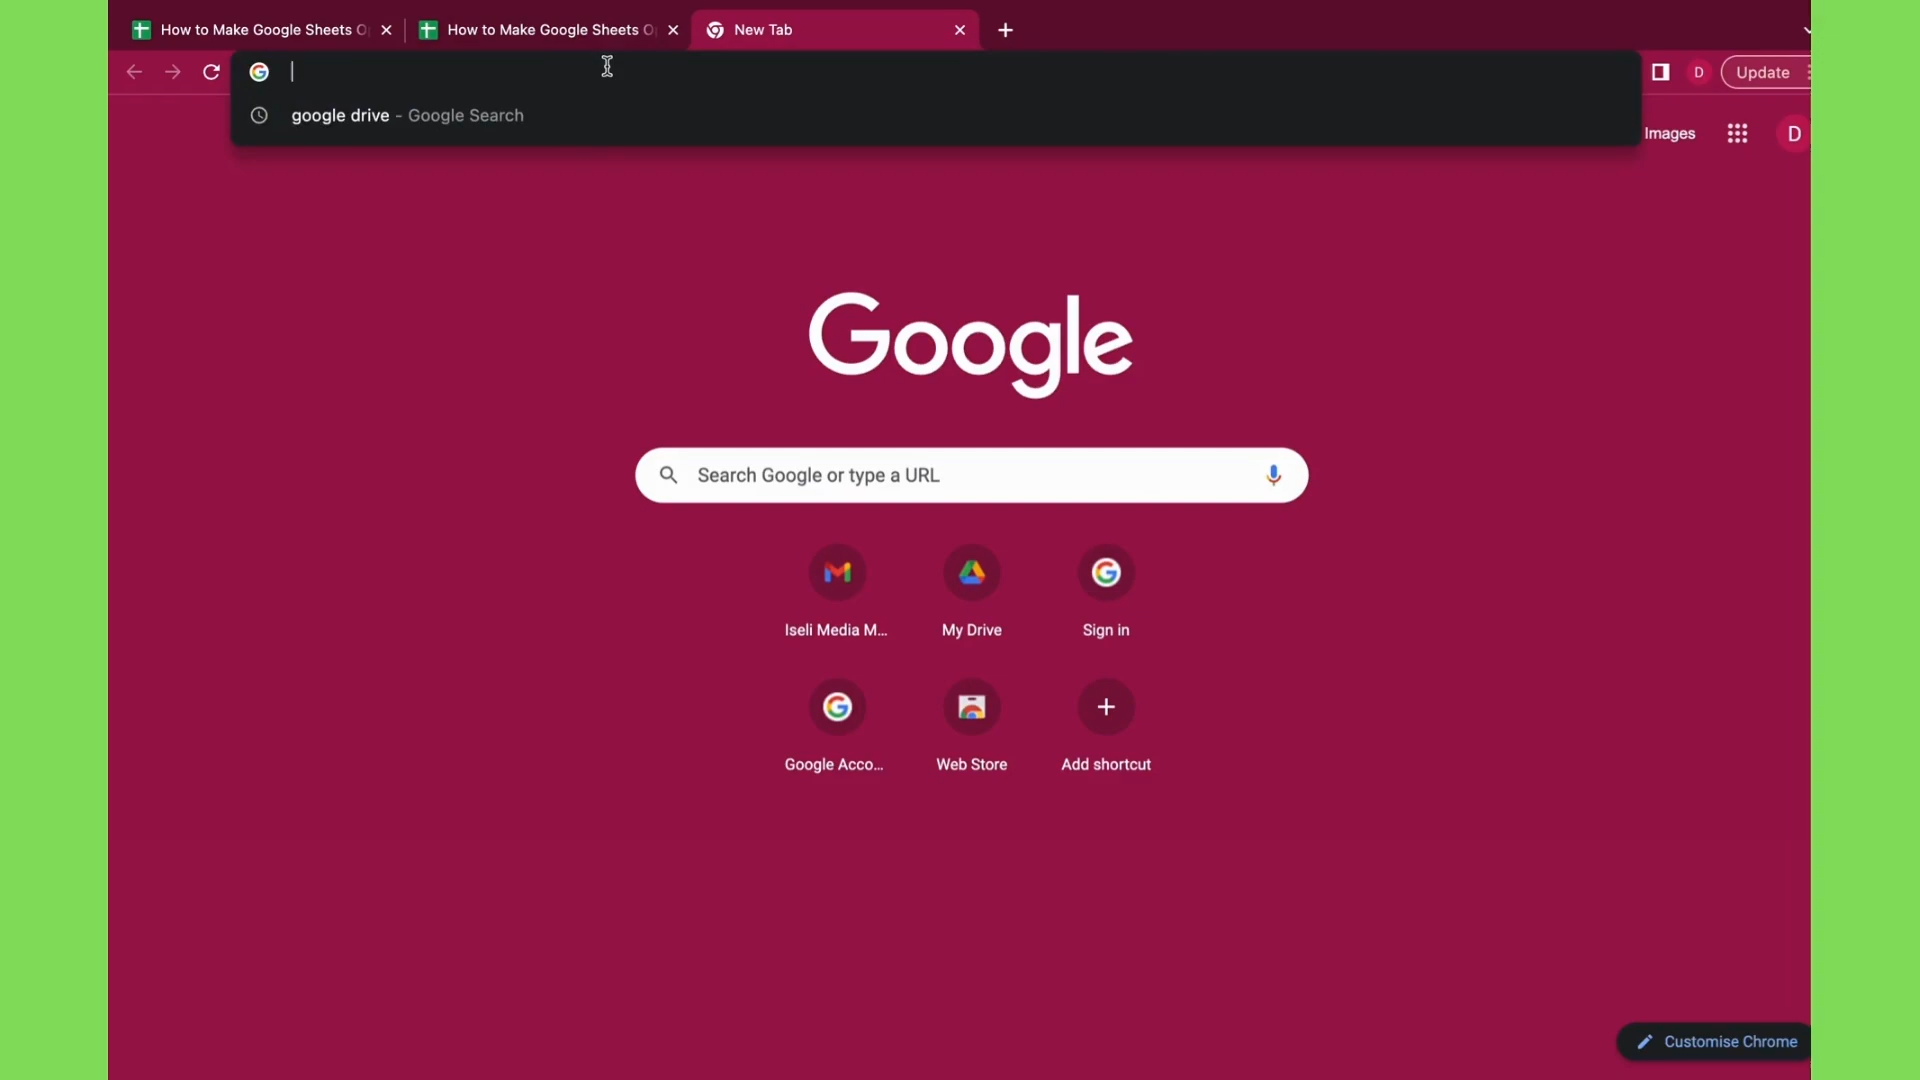 How to Make Google Sheets O
How to Make Google Sheets O
New Tab
D
Update
google drive - Google Search
Images
D
Google
Search Google or type a URL
Iseli Media M...
My Drive
Sign in
Google Acco...
Web Store
Add shortcut
Customise Chrome